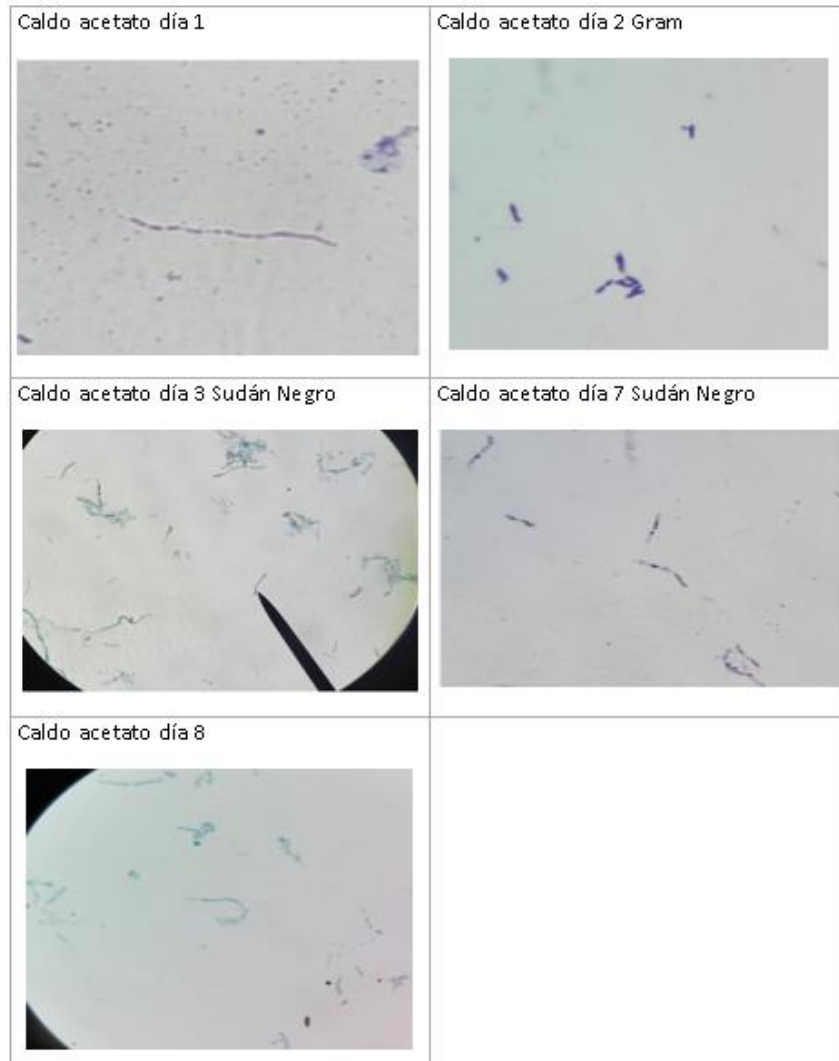 Caldo acetato día 1
Caldo acetato día 2 Gram
Caldo acetato día 3 Sudán Negro
Caldo acetato día 7 Sudán Negro
Caldo acetato día 8